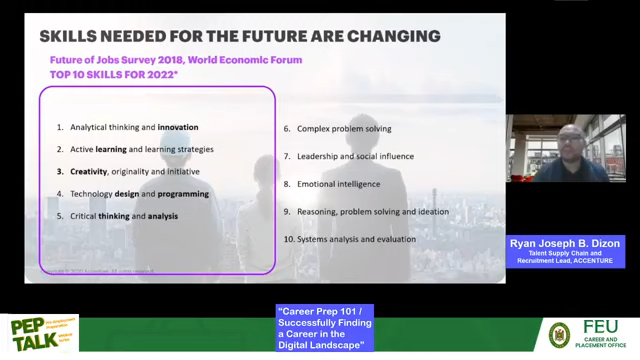 SKILLS NEEDED FOR THE FUTURE ARE CHANGING
Future of Jobs Survey 2018, World Economic Forum
TOP 10 SKILLS FOR 2022*
1. Analytical thinking and innovation
2. Active learning and learning strategies
3. Creativity, originality and initiative
4. Technology design and programming
5. Critical thinking and analysis
6. Complex problem solving
7. Leadership and social influence
8. Emotional intelligence
9. Reasoning, problem solving and ideation
10. Systems analysis and evaluation
Ryan Joseph B. Dizon
Talent Supply Chain and
Recruitment Lead, ACCENTURE
PEP
TALK
"Career Prep 101 /
Successfully Finding
a Career in the
Digital Landscape"
FEU
CAREER AND
PLACEMENT OFFICE